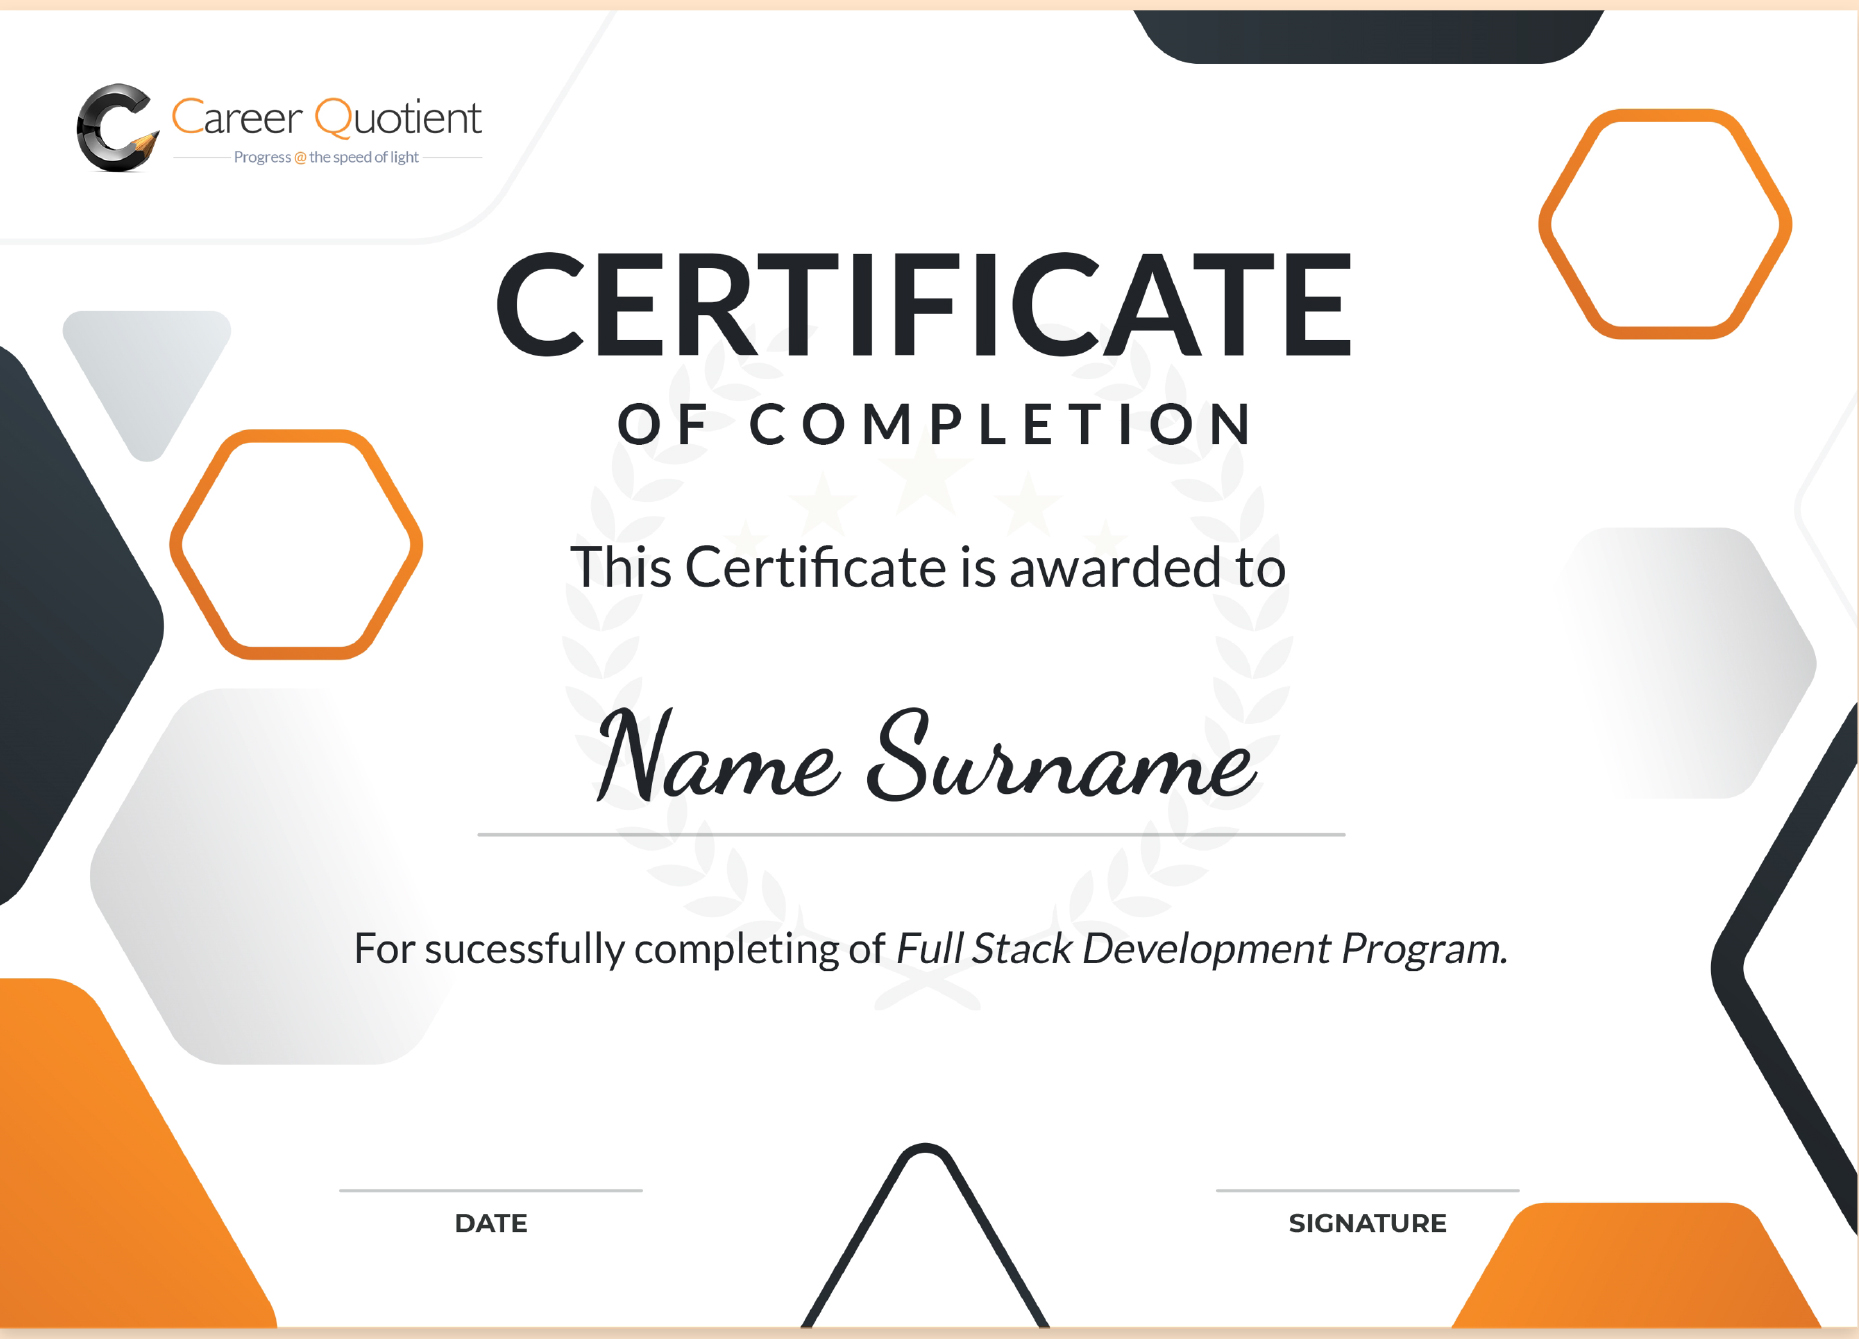 Career Quotient
Progress @ the speed of light
CERTIFICATE
OF COMPLETION
This Certificate is awarded to
Name Surname
For sucessfully completing of Full Stack Development Program.
DATE
SIGNATURE